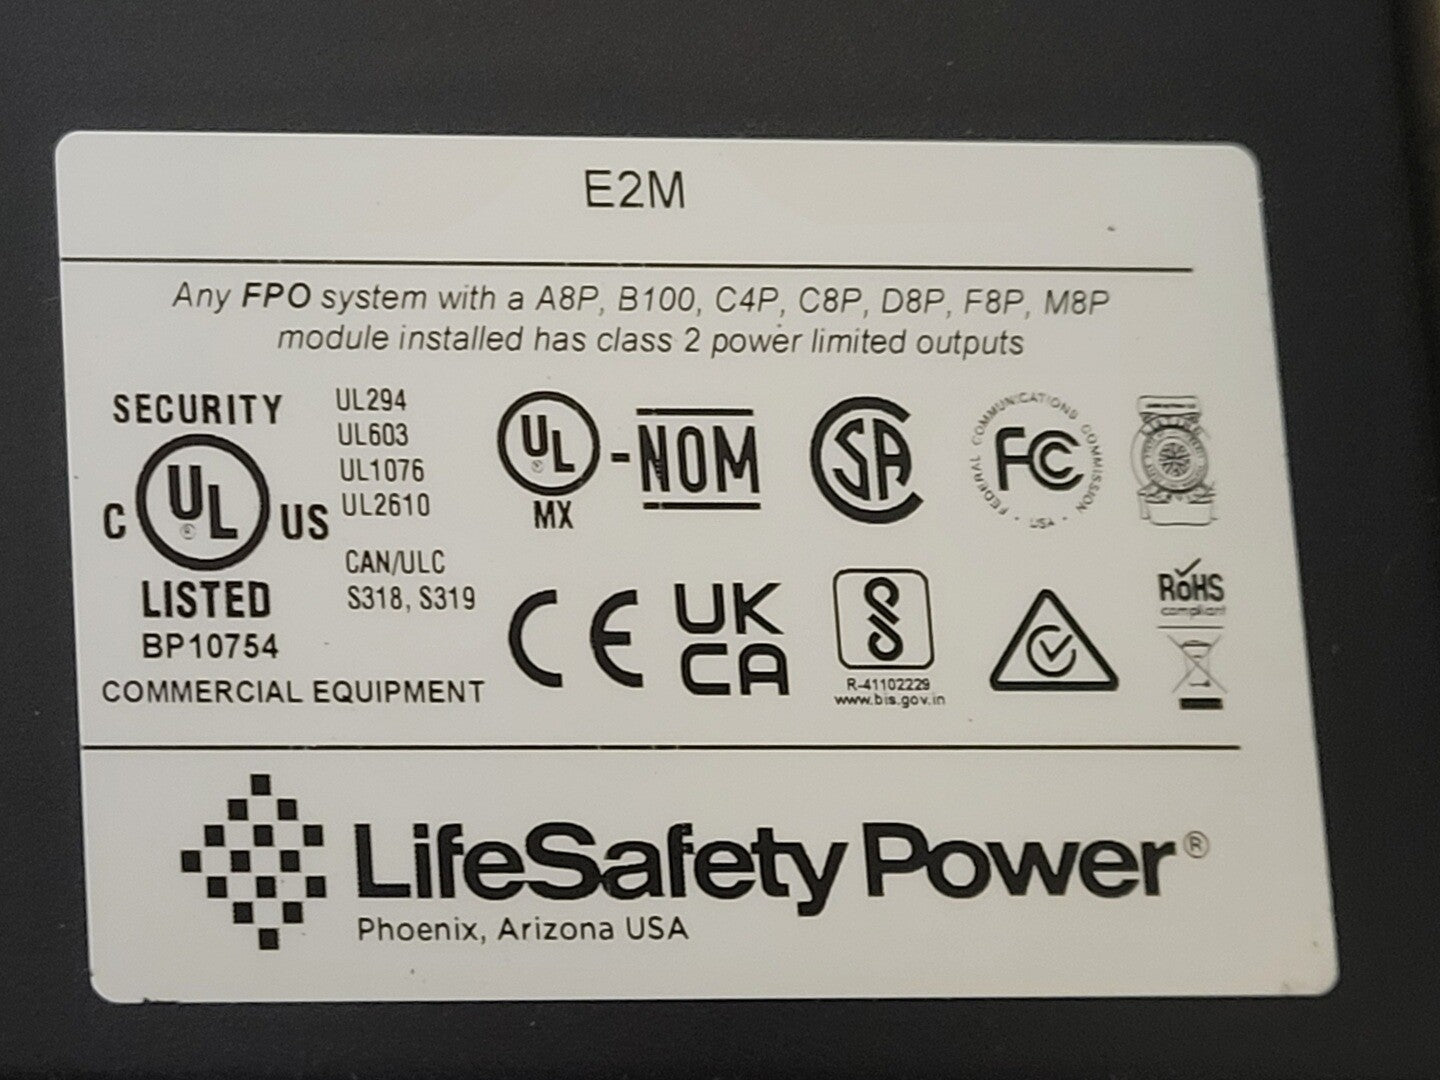 E2M
Any FPO system with a A8P, B100, C4P, C8P, D8P, F8P, M8P
module installed has class 2 power limited outputs
SECURITY
C UL ® US
LISTED
BP10754
COMMERCIAL EQUIPMENT
UL294
UL603
UL1076
UL2610
CAN/ULC
S318, S319
UL ® - NOM
MX
SA
FEDERAL COMMUNICATIONS COMMISSION
FC
• USA •
CE
UK
CA
R-41102229
www.bis.gov.in
RoHS
compliant
LifeSafety Power®
Phoenix, Arizona USA